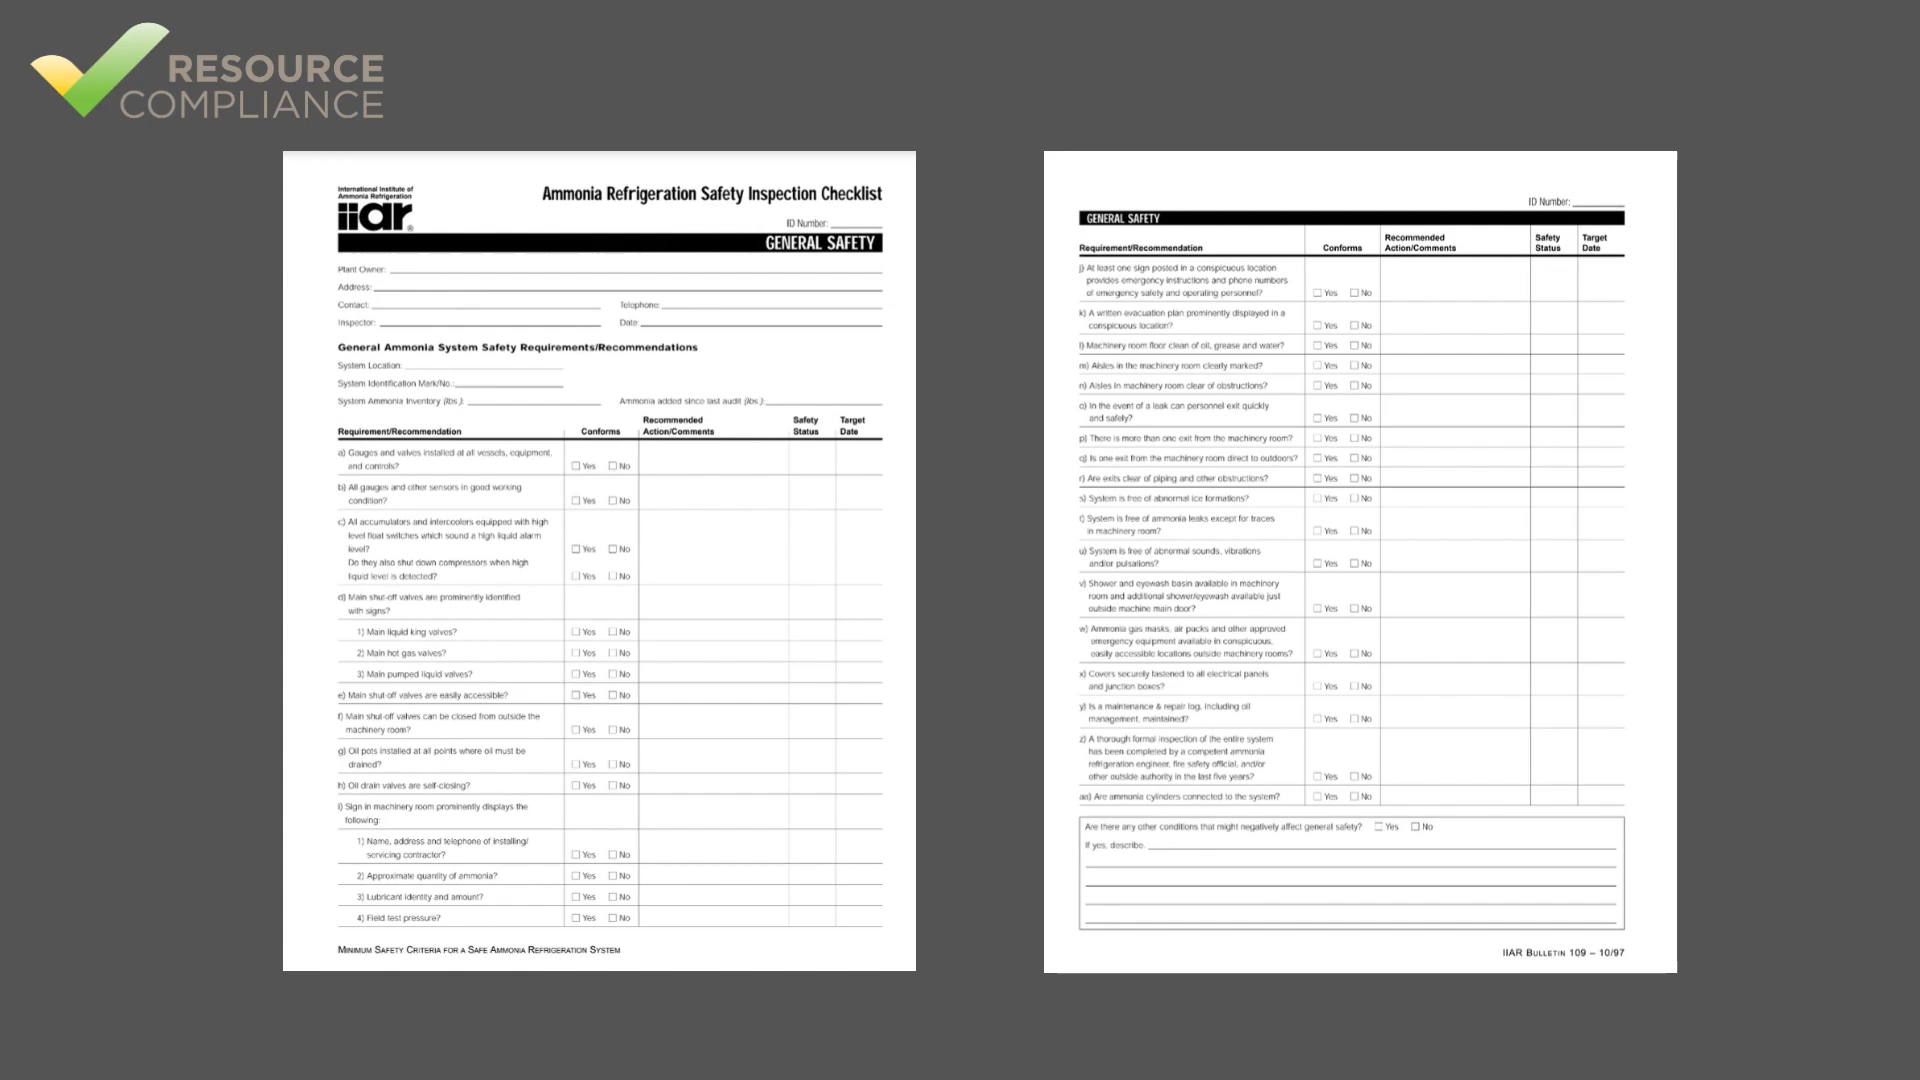 RESOURCE
COMPLIANCE
International Institute of
Ammonia Refrigeration
iiar®
Ammonia Refrigeration Safety Inspection Checklist
ID Number:
GENERAL SAFETY
Plant Owner:
Address:
Contact: Telephone:
Inspector: Date:
General Ammonia System Safety Requirements/Recommendations
System Location:
System Identification Mark/No.:
System Ammonia Inventory (lbs.): Ammonia added since last audit (lbs.):
Recommended Safety Target
Requirement/Recommendation Conforms Action/Comments Status Date
a) Gauges and valves installed at all vessels, equipment,
and controls? Yes No
b) All gauges and other sensors in good working
condition? Yes No
c) All accumulators and intercoolers equipped with high
level float switches which sound a high liquid alarm
level? Yes No
Do they also shut down compressors when high
liquid level is detected? Yes No
d) Main shut-off valves are prominently identified
with signs?
1) Main liquid king valves? Yes No
2) Main hot gas valves? Yes No
3) Main pumped liquid valves? Yes No
e) Main shut-off valves are easily accessible? Yes No
f) Main shut-off valves can be closed from outside the
machinery room? Yes No
g) Oil pots installed at all points where oil must be
drained? Yes No
h) Oil drain valves are self-closing? Yes No
i) Sign in machinery room prominently displays the
following:
1) Name, address and telephone of installing/
servicing contractor? Yes No
2) Approximate quantity of ammonia? Yes No
3) Lubricant identity and amount? Yes No
4) Field test pressure? Yes No
MINIMUM SAFETY CRITERIA FOR A SAFE AMMONIA REFRIGERATION SYSTEM
ID Number:
GENERAL SAFETY
Recommended Safety Target
Requirement/Recommendation Conforms Action/Comments Status Date
j) At least one sign posted in a conspicuous location
provides emergency instructions and phone numbers
of emergency safety and operating personnel? Yes No
k) A written evacuation plan prominently displayed in a
conspicuous location? Yes No
l) Machinery room floor clean of oil, grease and water? Yes No
m) Aisles in the machinery room clearly marked? Yes No
n) Aisles in machinery room clear of obstructions? Yes No
o) In the event of a leak can personnel exit quickly
and safely? Yes No
p) There is more than one exit from the machinery room? Yes No
q) Is one exit from the machinery room direct to outdoors? Yes No
r) Are exits clear of piping and other obstructions? Yes No
s) System is free of abnormal ice formations? Yes No
t) System is free of ammonia leaks except for traces
in machinery room? Yes No
u) System is free of abnormal sounds, vibrations
and/or pulsations? Yes No
v) Shower and eyewash basin available in machinery
room and additional shower/eyewash available just
outside machine main door? Yes No
w) Ammonia gas masks, air packs and other approved
emergency equipment available in conspicuous,
easily accessible locations outside machinery rooms? Yes No
x) Covers securely fastened to all electrical panels
and junction boxes? Yes No
y) Is a maintenance & repair log, including oil
management, maintained? Yes No
z) A thorough formal inspection of the entire system
has been completed by a competent ammonia
refrigeration engineer, fire safety official, and/or
other outside authority in the last five years? Yes No
aa) Are ammonia cylinders connected to the system? Yes No
Are there any other conditions that might negatively affect general safety? Yes No
If yes, describe.
IIAR BULLETIN 109 – 10/97